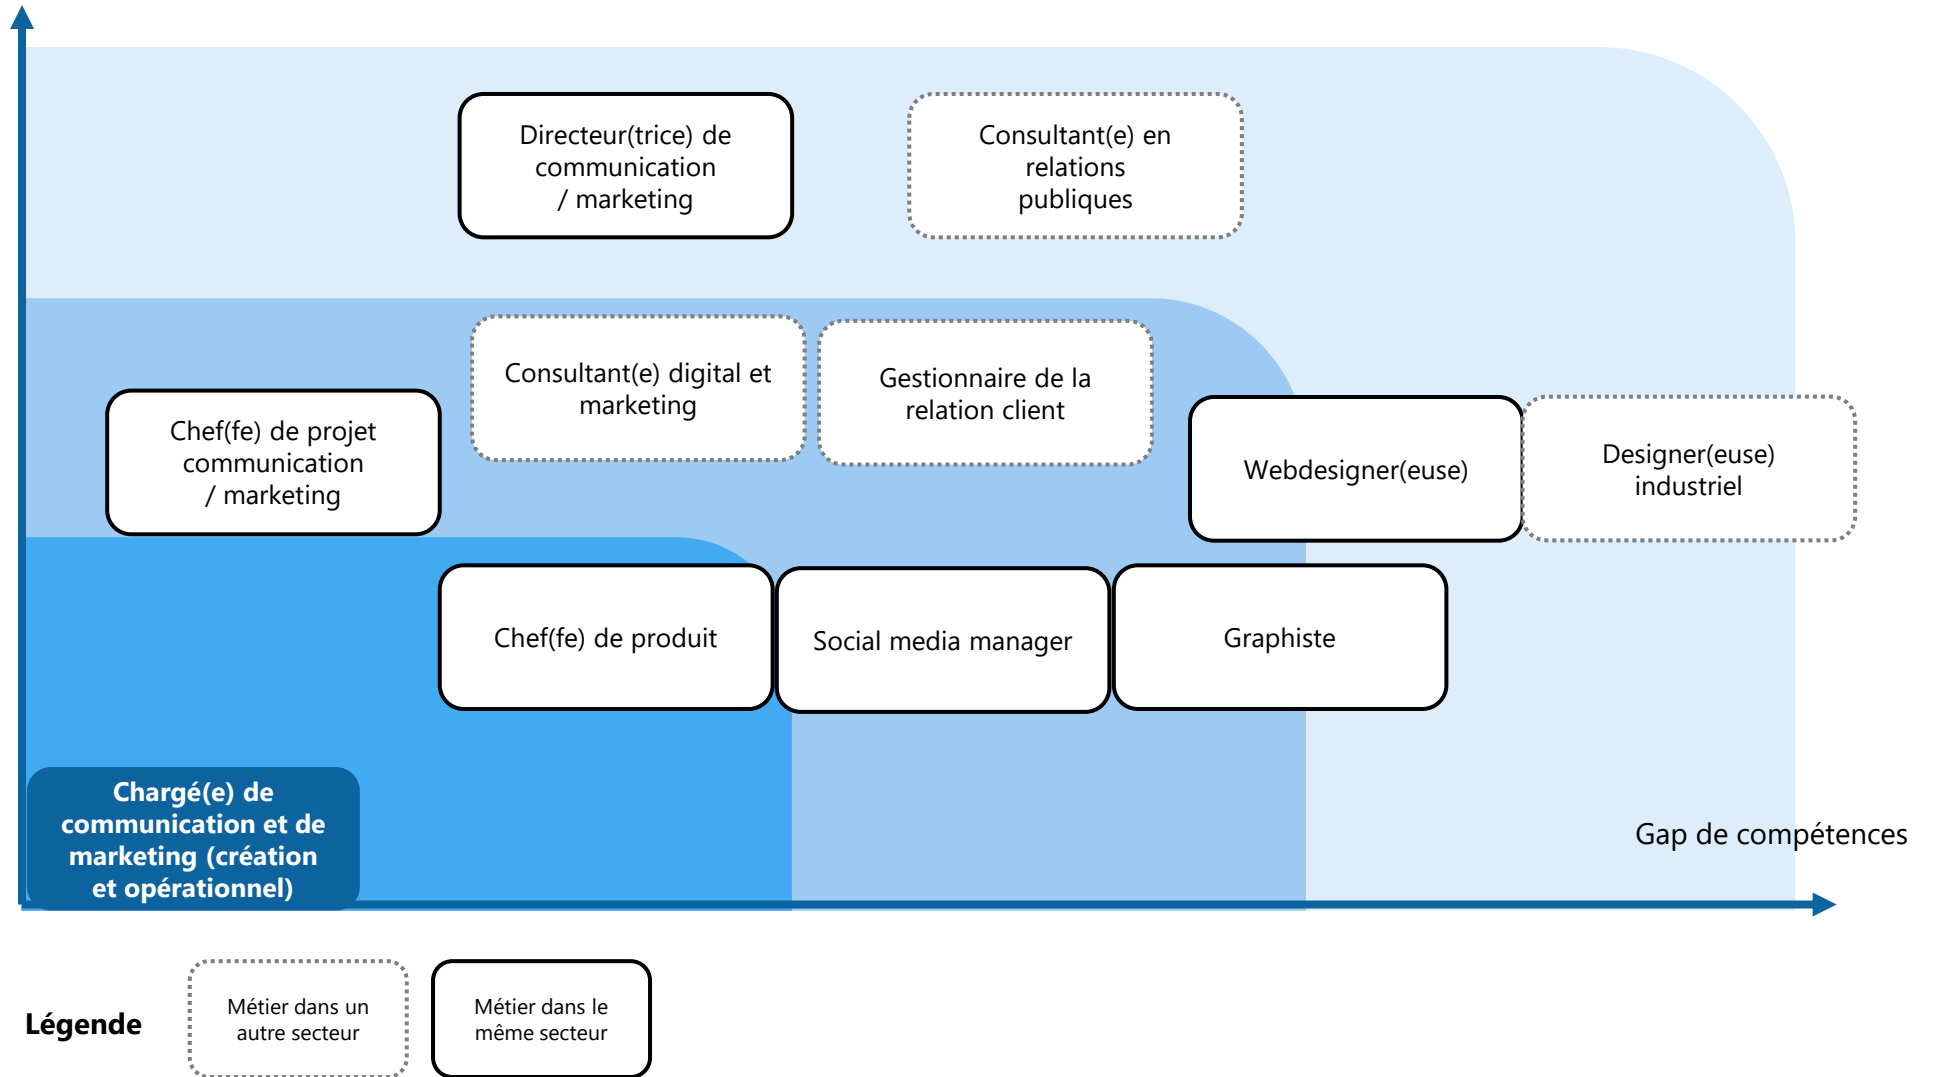 Directeur(trice) de
communication
/ marketing
Consultant(e) en
relations
publiques
Consultant(e) digital et
marketing
Gestionnaire de la
relation client
Chef(fe) de projet
communication
/ marketing
Webdesigner(euse)
Designer(euse)
industriel
Chef(fe) de produit
Social media manager
Graphiste
Chargé(e) de
communication et de
marketing (création
et opérationnel)
Gap de compétences
Légende
Métier dans un
autre secteur
Métier dans le
même secteur